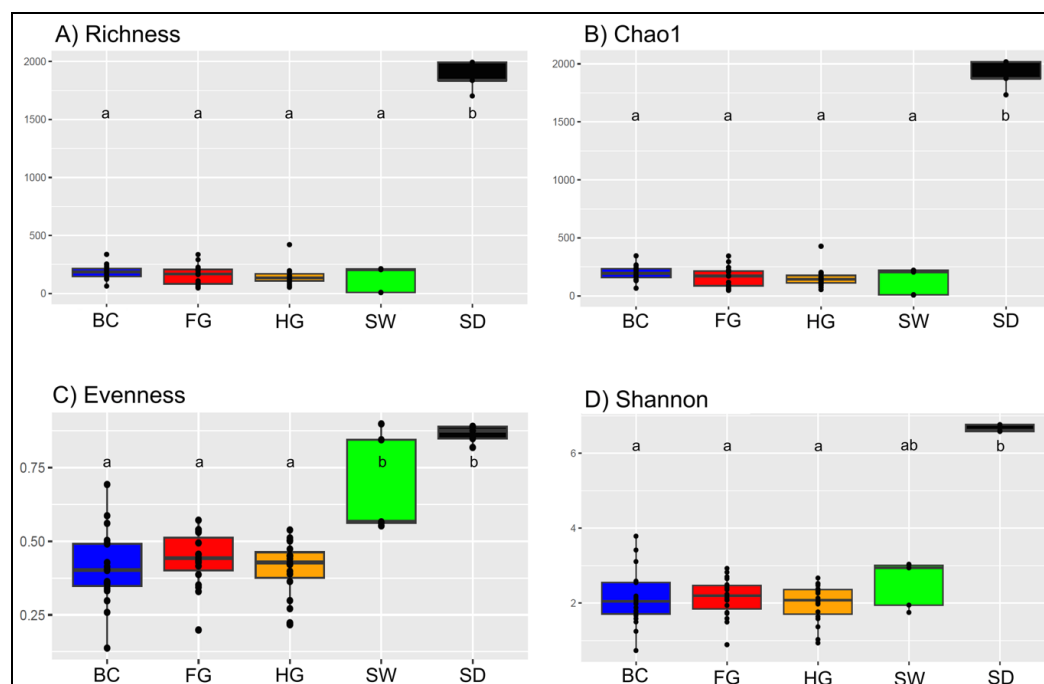 A) Richness
2000
1500
1000
500
0
a a a a b
BC FG HG SW SD
B) Chao1
2000
1500
1000
500
0
a a a a b
BC FG HG SW SD
C) Evenness
0.75
0.50
0.25
a a a b b
BC FG HG SW SD
D) Shannon
6
4
2
a a a ab b
BC FG HG SW SD